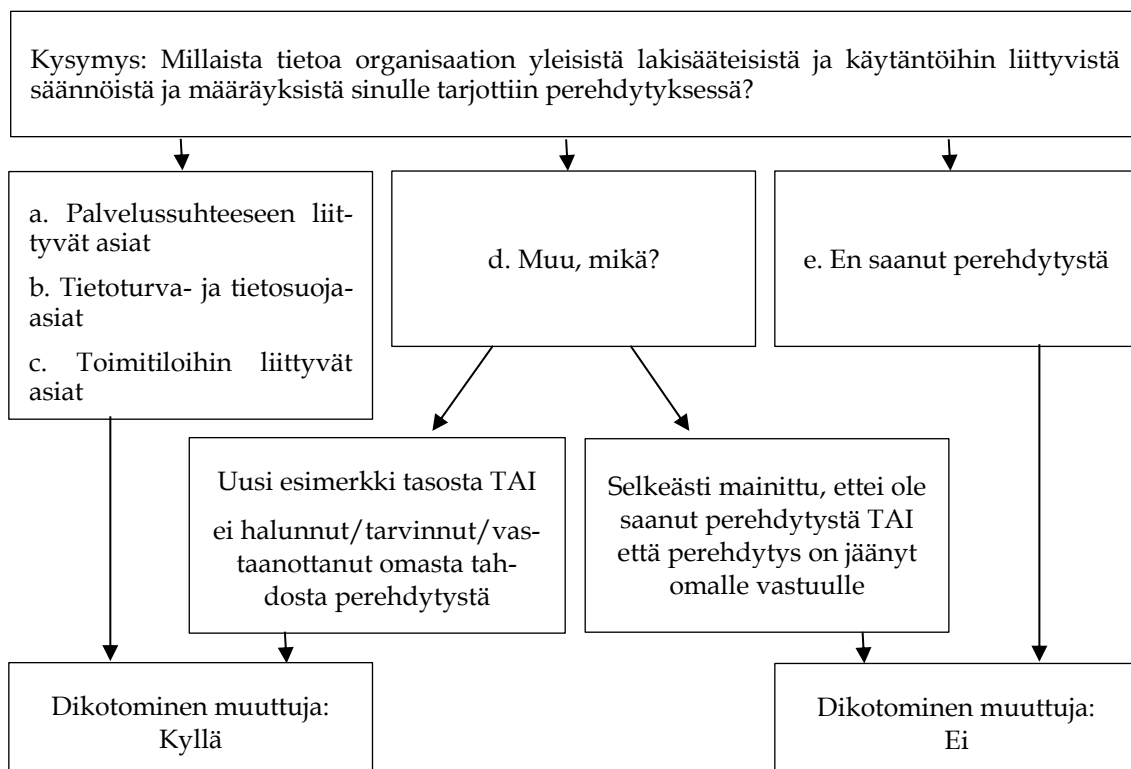 Kysymys: Millaista tietoa organisaation yleisistä lakisääteisistä ja käytäntöihin liittyvistä
säännöistä ja määräyksistä sinulle tarjottiin perehdytyksessä?
a. Palvelussuhteeseen liit-
tyvät asiat
b. Tietoturva- ja tietosuoja-
asiat
c. Toimitiloihin liittyvät
asiat
d. Muu, mikä?
e. En saanut perehdytystä
Uusi esimerkki tasosta TAI
ei halunnut/tarvinnut/vas-
taanottanut omasta tah-
dosta perehdytystä
Selkeästi mainittu, ettei ole
saanut perehdytystä TAI
että perehdytys on jäänyt
omalle vastuulle
Dikotominen muuttuja:
Kyllä
Dikotominen muuttuja:
Ei